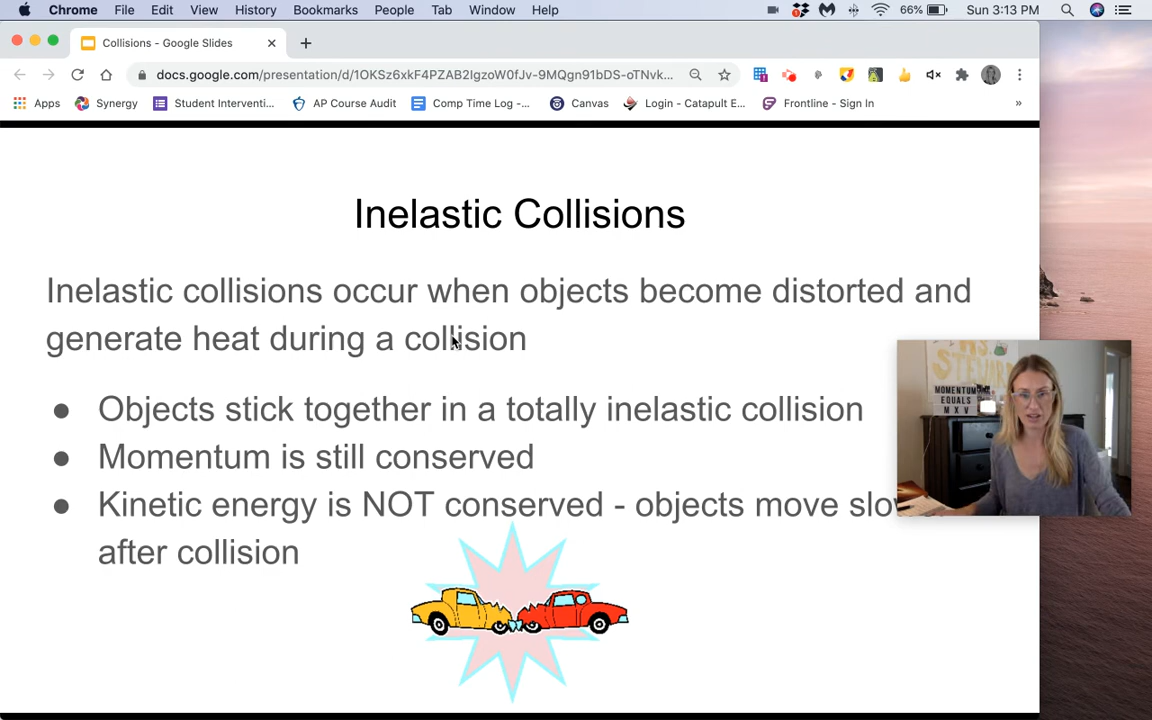 Chrome File Edit View History Bookmarks People Tab Window Help 66% Sun 3:13 PM
Collisions - Google Slides
docs.google.com/presentation/d/1OKSz6xkF4PZAB2IgzoW0fJv-9MQgn91bDS-oTNvk...
Apps Synergy Student Interventi... AP Course Audit Comp Time Log -... Canvas Login - Catapult E... Frontline - Sign In »
Inelastic Collisions
Inelastic collisions occur when objects become distorted and
generate heat during a collision
● Objects stick together in a totally inelastic collision
● Momentum is still conserved
● Kinetic energy is NOT conserved - objects move
after collision
MOMENTUM
EQUALS
M X V